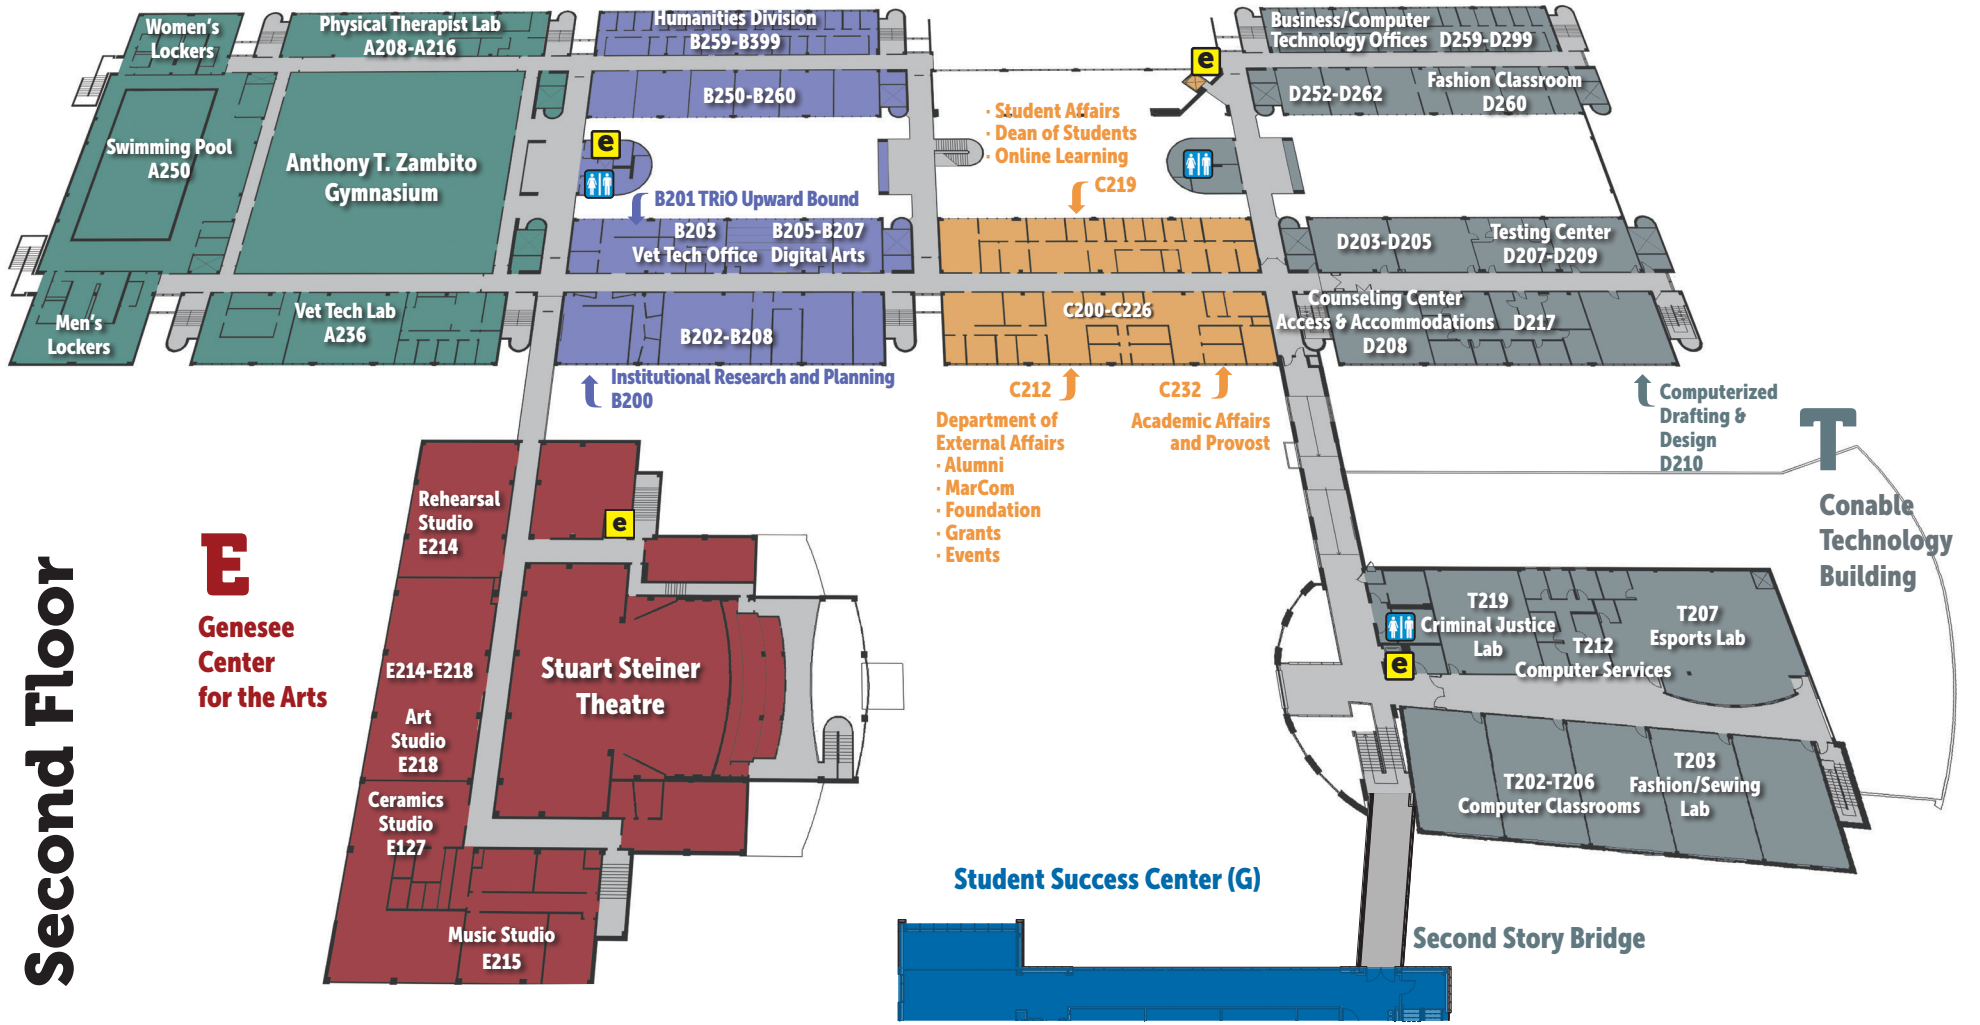 Second Floor
Women's
Lockers
Physical Therapist Lab
A208-A216
Humanities Division
B259-B399
Business/Computer
Technology Offices D259-D299
e
B250-B260
D252-D262
Fashion Classroom
D260
Swimming Pool
A250
Anthony T. Zambito
Gymnasium
e
· Student Affairs
· Dean of Students
· Online Learning
C219
B201 TRiO Upward Bound
B203
Vet Tech Office
B205-B207
Digital Arts
D203-D205
Testing Center
D207-D209
Men's
Lockers
Vet Tech Lab
A236
B202-B208
C200-C226
Counseling Center
Access & Accommodations
D208
D217
Institutional Research and Planning
B200
C212
Department of
External Affairs
· Alumni
· MarCom
· Foundation
· Grants
· Events
C232
Academic Affairs
and Provost
Computerized
Drafting &
Design
D210
T
Conable
Technology
Building
E
Genesee
Center
for the Arts
Rehearsal
Studio
E214
e
E214-E218
Art
Studio
E218
Stuart Steiner
Theatre
Ceramics
Studio
E127
Music Studio
E215
T219
Criminal Justice
Lab
e
T212
Computer Services
T207
Esports Lab
T202-T206
Computer Classrooms
T203
Fashion/Sewing
Lab
Student Success Center (G)
Second Story Bridge